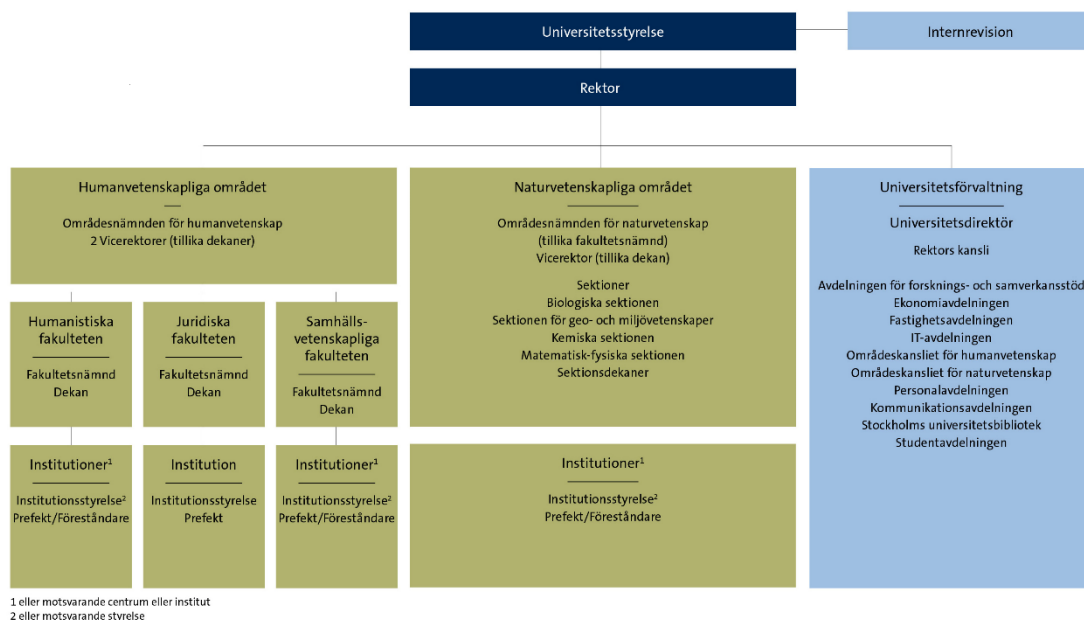 Universitetsstyrelse
Internrevision
Rektor
Humanvetenskapliga området
Områdesnämnden för humanvetenskap
2 Vicerektorer (tillika dekaner)
Humanistiska
fakulteten
Fakultetsnämnd
Dekan
Juridiska
fakulteten
Fakultetsnämnd
Dekan
Samhälls-
vetenskapliga
fakulteten
Fakultetsnämnd
Dekan
Institutioner¹
Institutionsstyrelse²
Prefekt/Föreståndare
Institution
Institutionsstyrelse
Prefekt
Institutioner¹
Institutionsstyrelse²
Prefekt/Föreståndare
Naturvetenskapliga området
Områdesnämnden för naturvetenskap
(tillika fakultetsnämnd)
Vicerektor (tillika dekan)
Sektioner
Biologiska sektionen
Sektionen för geo- och miljövetenskaper
Kemiska sektionen
Matematisk-fysiska sektionen
Sektionsdekaner
Institutioner¹
Institutionsstyrelse²
Prefekt/Föreståndare
Universitetsförvaltning
Universitetsdirektör
Rektors kansli
Avdelningen för forsknings- och samverkansstöd
Ekonomiavdelningen
Fastighetsavdelningen
IT-avdelningen
Områdeskansliet för humanvetenskap
Områdeskansliet för naturvetenskap
Personalavdelningen
Kommunikationsavdelningen
Stockholms universitetsbibliotek
Studentavdelningen
1 eller motsvarande centrum eller institut
2 eller motsvarande styrelse